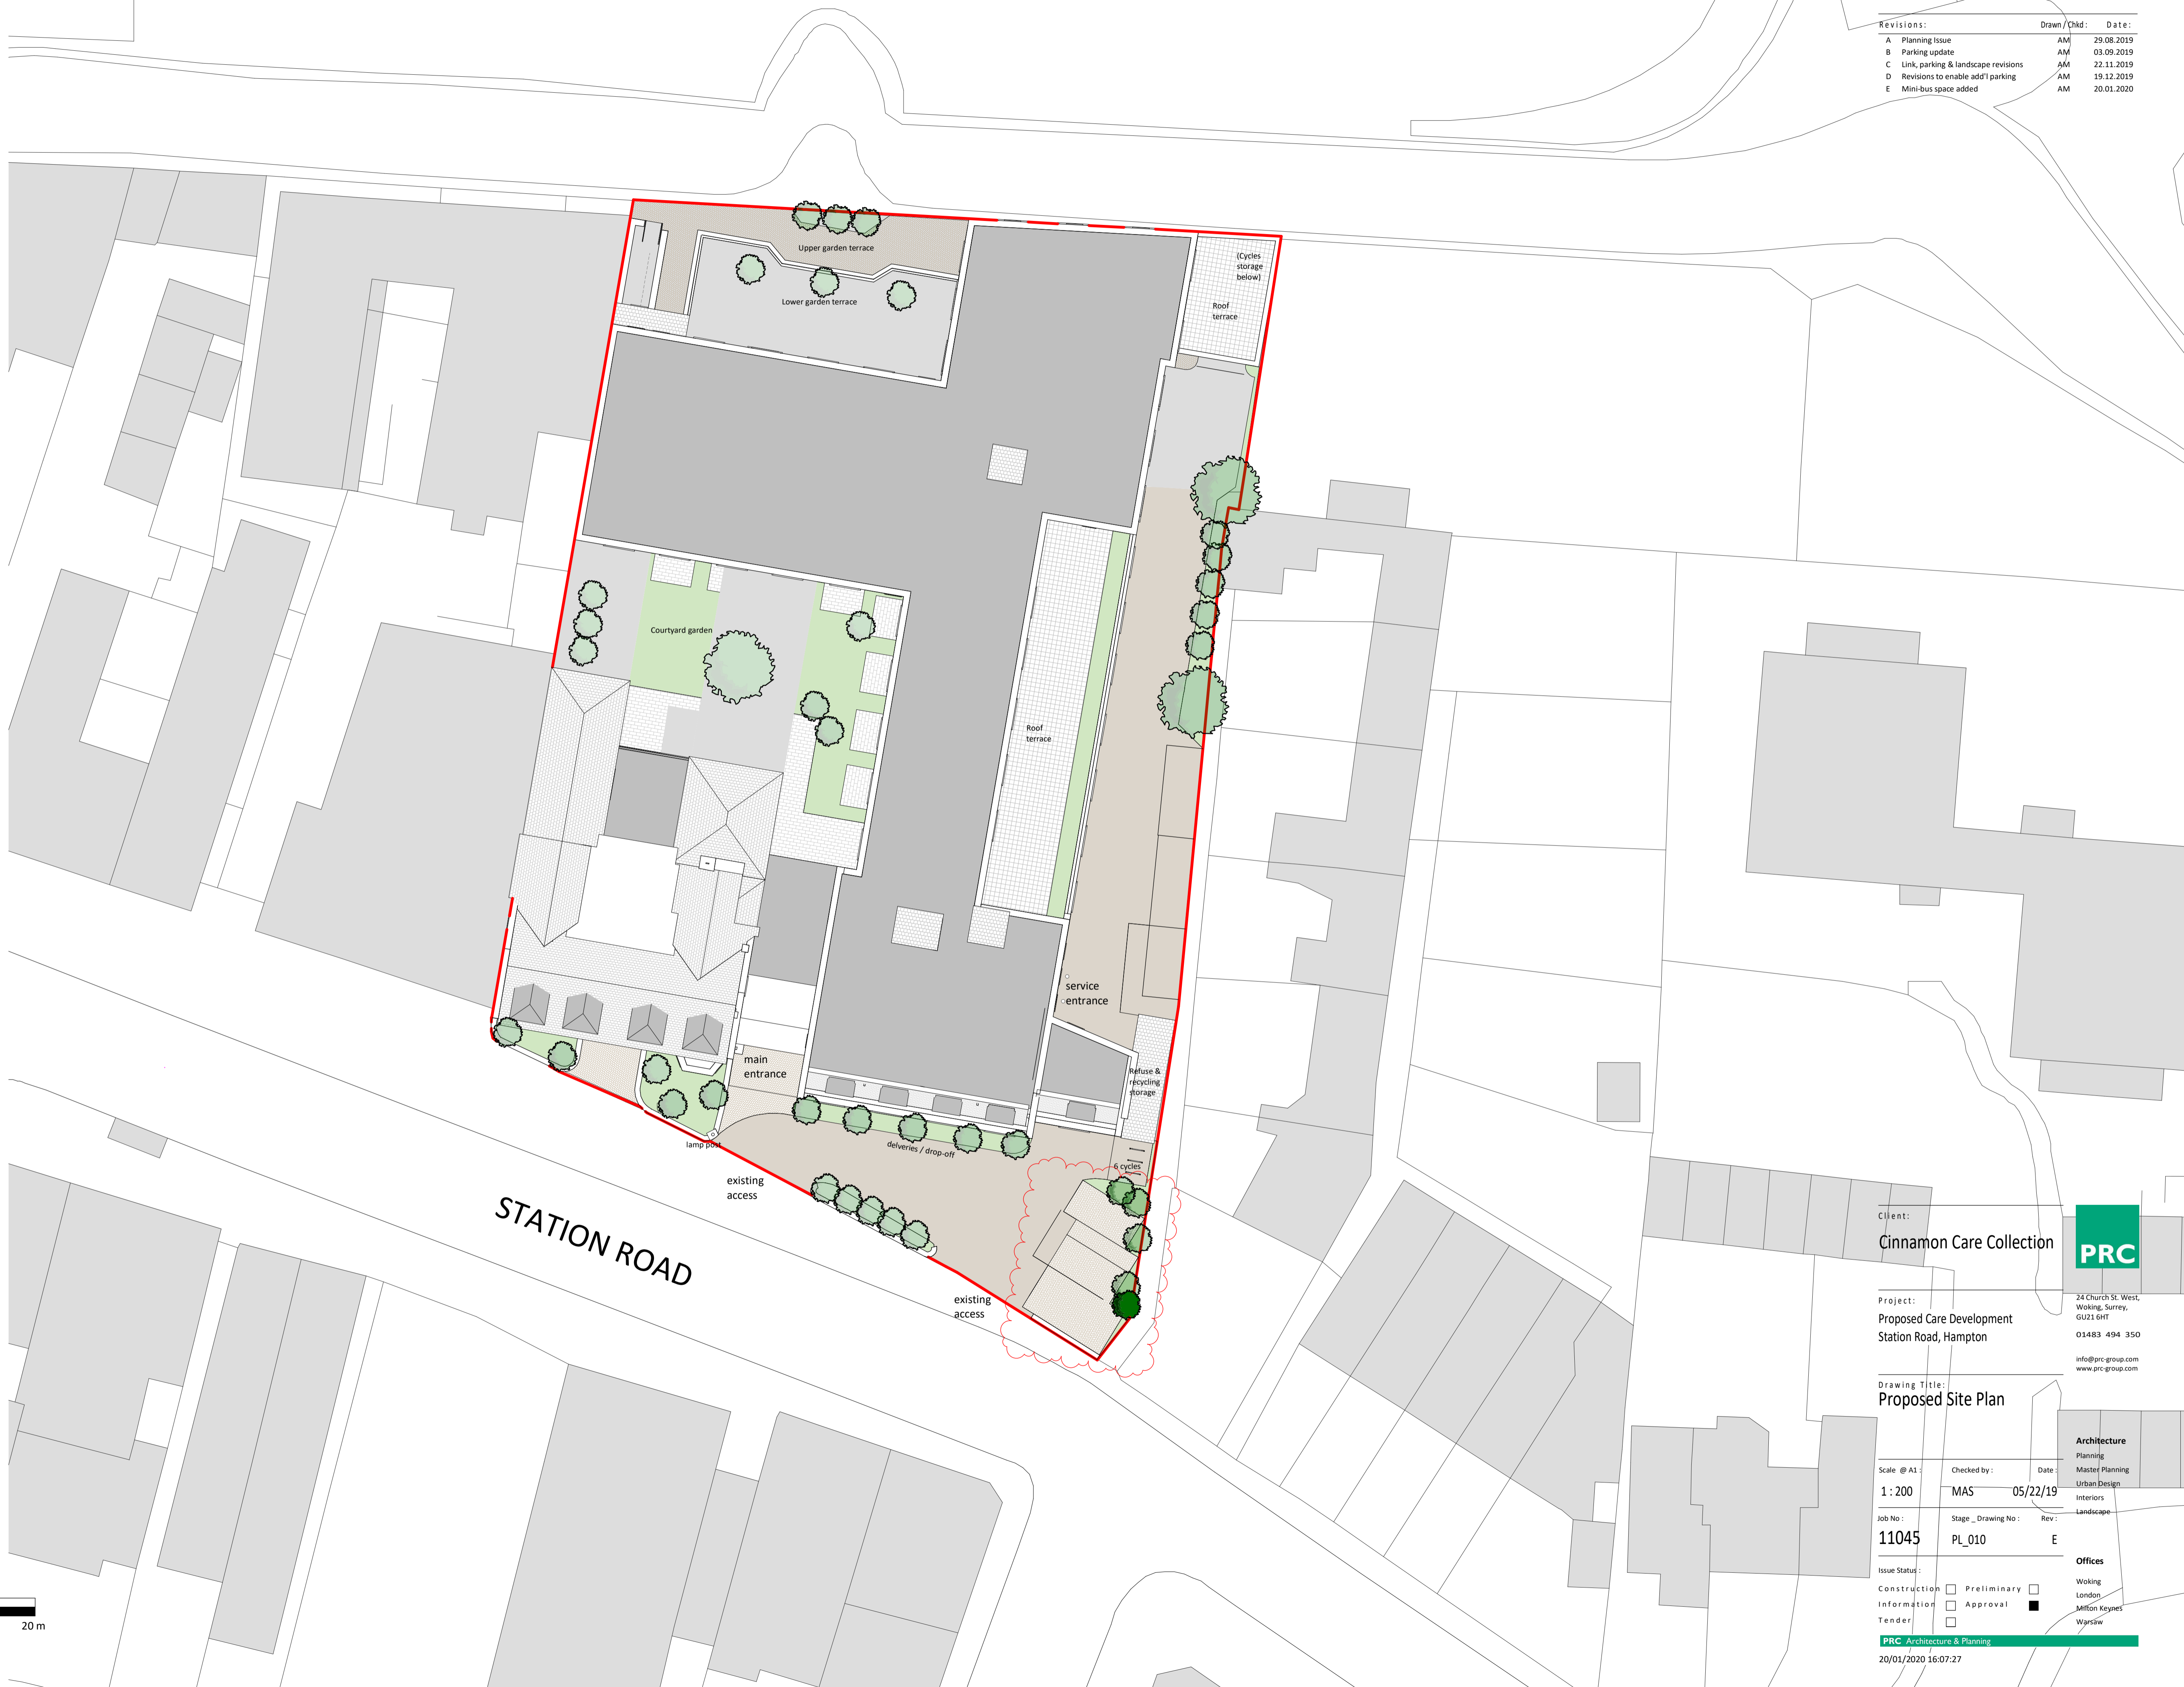 Revisions: Drawn / Chkd : Date:
A Planning Issue AM 29.08.2019
B Parking update AM 03.09.2019
C Link, parking & landscape revisions AM 22.11.2019
D Revisions to enable add'l parking AM 19.12.2019
E Mini-bus space added AM 20.01.2020
Upper garden terrace
Lower garden terrace
(Cycles
storage
below)
Roof
terrace
Courtyard garden
Roof
terrace
service
entrance
main
entrance
Refuse &
recycling
storage
lamp post
delveries / drop-off
6 cycles
existing
access
existing
access
STATION ROAD
20 m
Client:
Cinnamon Care Collection
PRC
Project:
Proposed Care Development
Station Road, Hampton
24 Church St. West,
Woking, Surrey,
GU21 6HT
01483 494 350
info@prc-group.com
www.prc-group.com
Drawing Title:
Proposed Site Plan
Architecture
Planning
Master Planning
Urban Design
Interiors
Landscape
Scale @ A1 : Checked by : Date :
1 : 200 MAS 05/22/19
Job No : Stage _ Drawing No : Rev :
11045 PL_010 E
Offices
Woking
London
Milton Keynes
Warsaw
Issue Status :
Construction Preliminary
Information Approval
Tender
PRC Architecture & Planning
20/01/2020 16:07:27